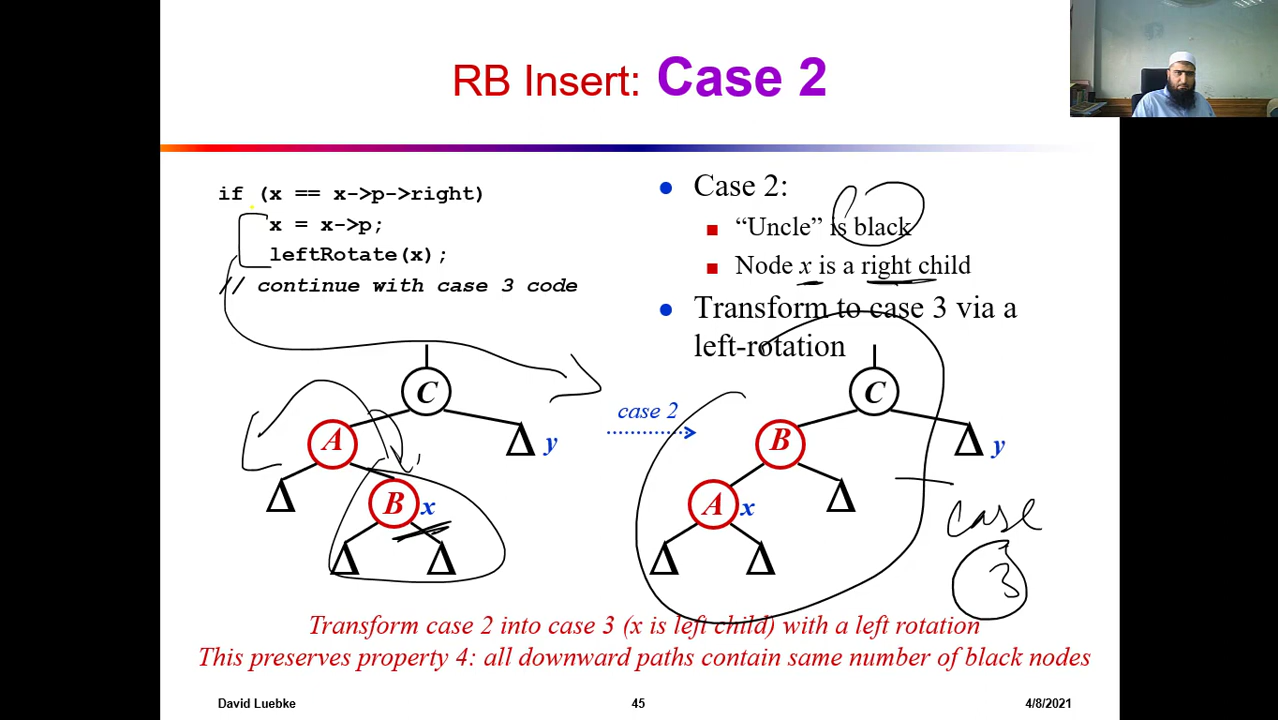 RB Insert: Case 2
if (x == x->p->right)
x = x->p;
leftRotate(x);
// continue with case 3 code
Case 2:
“Uncle” is black
Node x is a right child
Transform to case 3 via a
left-rotation
C
A
Δ y
Δ
B x
Δ Δ
case 2
C
B
Δ y
A x
Δ
Δ Δ
case
3
Transform case 2 into case 3 (x is left child) with a left rotation
This preserves property 4: all downward paths contain same number of black nodes
David Luebke
45
4/8/2021